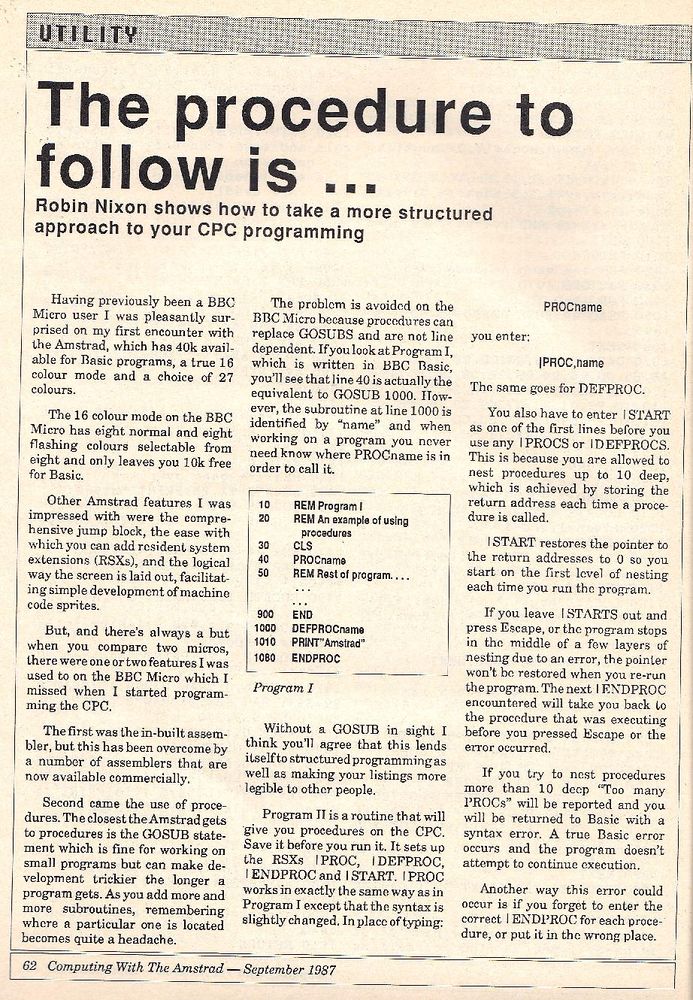 UTILITY
The procedure to
follow is ...
Robin Nixon shows how to take a more structured
approach to your CPC programming
Having previously been a BBC
Micro user I was pleasantly sur-
prised on my first encounter with
the Amstrad, which has 40k avail-
able for Basic programs, a true 16
colour mode and a choice of 27
colours.
The 16 colour mode on the BBC
Micro has eight normal and eight
flashing colours selectable from
eight and only leaves you 10k free
for Basic.
Other Amstrad features I was
impressed with were the compre-
hensive jump block, the ease with
which you can add resident system
extensions (RSXs), and the logical
way the screen is laid out, facilitat-
ing simple development of machine
code sprites.
But, and there's always a but
when you compare two micros,
there were one or two features I was
used to on the BBC Micro which I
missed when I started program-
ming the CPC.
The first was the in-built assem-
bler, but this has been overcome by
a number of assemblers that are
now available commercially.
Second came the use of proce-
dures. The closest the Amstrad gets
to procedures is the GOSUB state-
ment which is fine for working on
small programs but can make de-
velopment trickier the longer a
program gets. As you add more and
more subroutines, remembering
where a particular one is located
becomes quite a headache.
The problem is avoided on the
BBC Micro because procedures can
replace GOSUBS and are not line
dependent. If you look at Program I,
which is written in BBC Basic,
you'll see that line 40 is actually the
equivalent to GOSUB 1000. How-
ever, the subroutine at line 1000 is
identified by "name" and when
working on a program you never
need know where PROCname is in
order to call it.
10 REM Program I
20 REM An example of using
procedures
30 CLS
40 PROCname
50 REM Rest of program....
...
...
900 END
1000 DEFPROCname
1010 PRINT"Amstrad"
1080 ENDPROC
Program I
Without a GOSUB in sight I
think you'll agree that this lends
itself to structured programming as
well as making your listings more
legible to other people.
Program II is a routine that will
give you procedures on the CPC.
Save it before you run it. It sets up
the RSXs |PROC, |DEFPROC,
|ENDPROC and |START. |PROC
works in exactly the same way as in
Program I except that the syntax is
slightly changed. In place of typing:
PROCname
you enter:
|PROC,name
The same goes for DEFPROC.
You also have to enter |START
as one of the first lines before you
use any |PROCS or |DEFPROCS.
This is because you are allowed to
nest procedures up to 10 deep,
which is achieved by storing the
return address each time a proce-
dure is called.
|START restores the pointer to
the return addresses to 0 so you
start on the first level of nesting
each time you run the program.
If you leave |STARTS out and
press Escape, or the program stops
in the middle of a few layers of
nesting due to an error, the pointer
won't be restored when you re-run
the program. The next |ENDPROC
encountered will take you back to
the procedure that was executing
before you pressed Escape or the
error occurred.
If you try to nest procedures
more than 10 deep "Too many
PROCs" will be reported and you
will be returned to Basic with a
syntax error. A true Basic error
occurs and the program doesn't
attempt to continue execution.
Another way this error could
occur is if you forget to enter the
correct |ENDPROC for each proce-
dure, or put it in the wrong place.
62 Computing With The Amstrad — September 1987